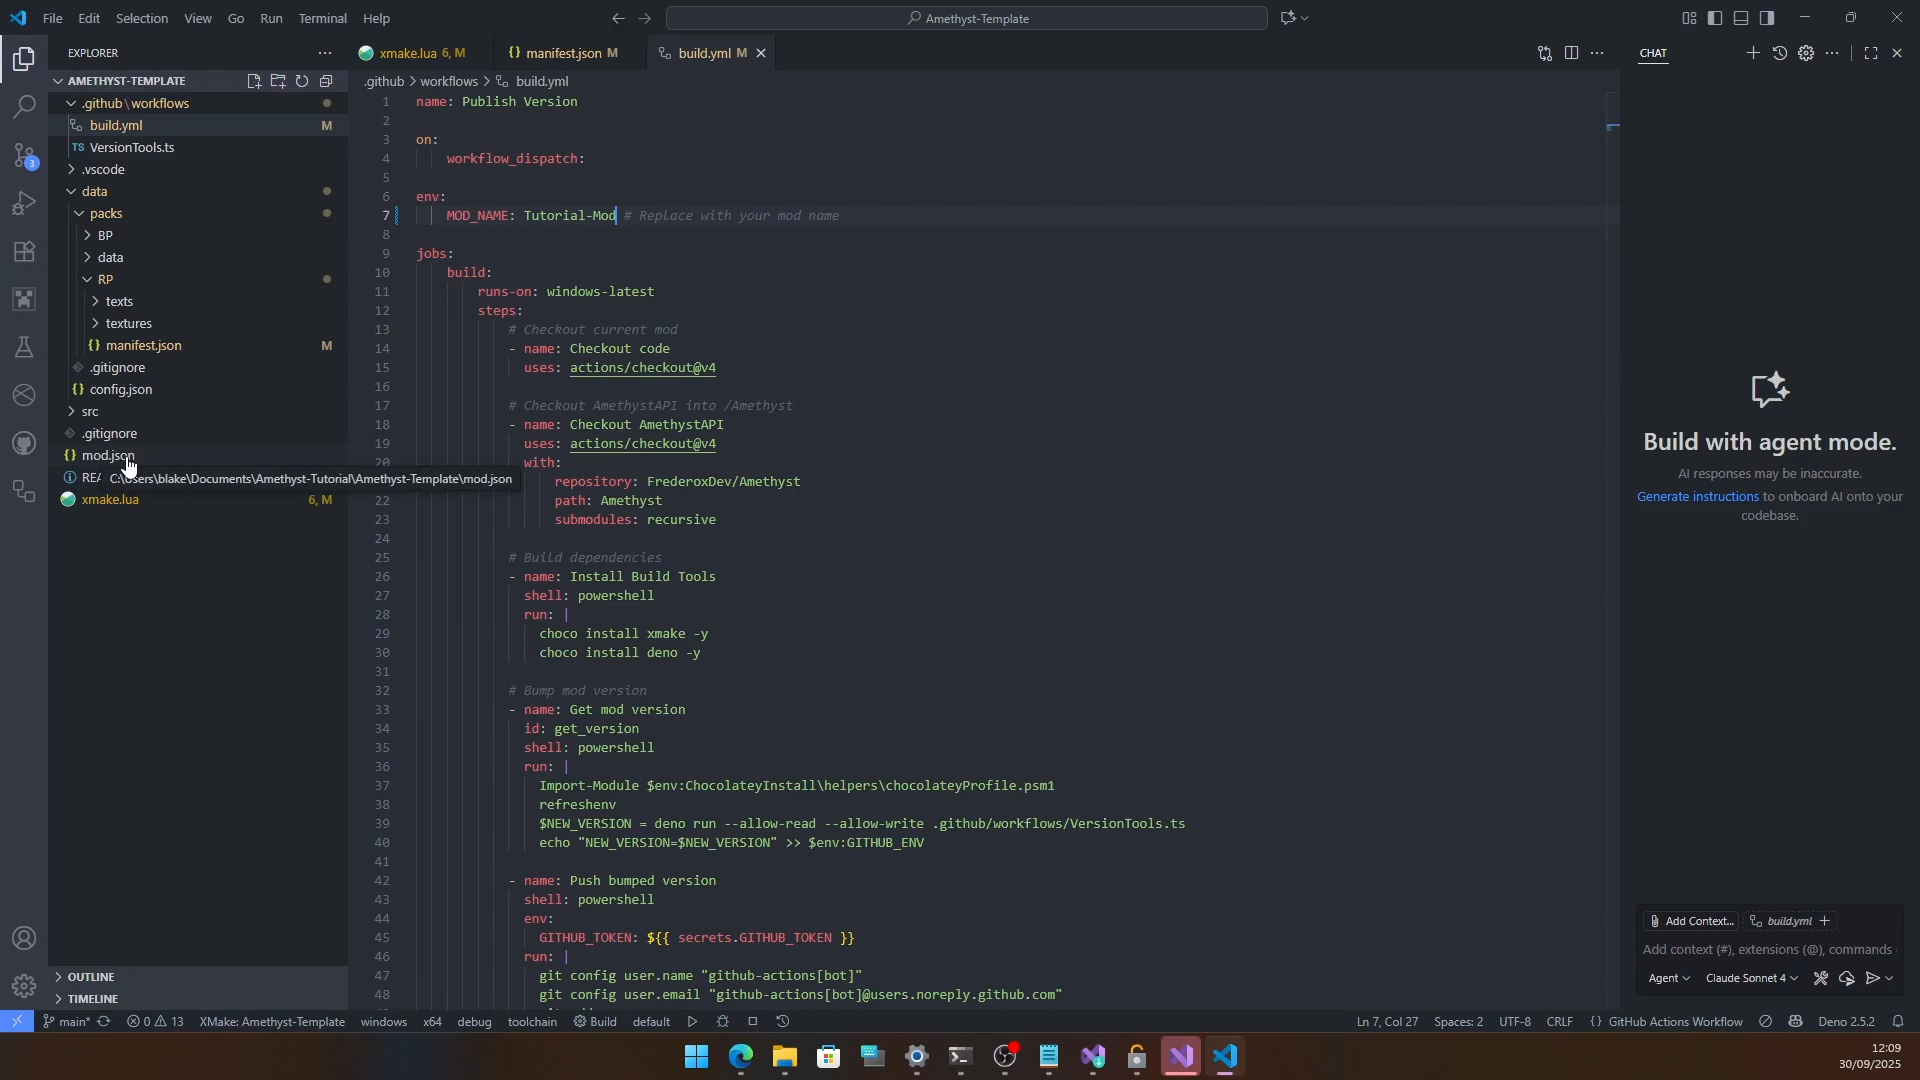 File Edit Selection View Go Run Terminal Help
Amethyst-Template
EXPLORER
AMETHYST-TEMPLATE
.github\workflows
build.yml M
TS VersionTools.ts
.vscode
data
packs
BP
data
RP
texts
textures
{} manifest.json M
.gitignore
{} config.json
src
.gitignore
{} mod.json
REA
C:\Users\blake\Documents\Amethyst-Tutorial\Amethyst-Template\mod.json
xmake.lua 6, M
OUTLINE
TIMELINE
3
xmake.lua 6, M
{} manifest.json M
build.yml M
.github > workflows > build.yml
1 name: Publish Version
2
3 on:
4 workflow_dispatch:
5
6 env:
7 MOD_NAME: Tutorial-Mod # Replace with your mod name
8
9 jobs:
10 build:
11 runs-on: windows-latest
12 steps:
13 # Checkout current mod
14 - name: Checkout code
15 uses: actions/checkout@v4
16
17 # Checkout AmethystAPI into /Amethyst
18 - name: Checkout AmethystAPI
19 uses: actions/checkout@v4
20 with:
repository: FrederoxDev/Amethyst
22 path: Amethyst
23 submodules: recursive
24
25 # Build dependencies
26 - name: Install Build Tools
27 shell: powershell
28 run: |
29 choco install xmake -y
30 choco install deno -y
31
32 # Bump mod version
33 - name: Get mod version
34 id: get_version
35 shell: powershell
36 run: |
37 Import-Module $env:ChocolateyInstall\helpers\chocolateyProfile.psm1
38 refreshenv
39 $NEW_VERSION = deno run --allow-read --allow-write .github/workflows/VersionTools.ts
40 echo "NEW_VERSION=$NEW_VERSION" >> $env:GITHUB_ENV
41
42 - name: Push bumped version
43 shell: powershell
44 env:
45 GITHUB_TOKEN: ${{ secrets.GITHUB_TOKEN }}
46 run: |
47 git config user.name "github-actions[bot]"
48 git config user.email "github-actions[bot]@users.noreply.github.com"
CHAT
Build with agent mode.
AI responses may be inaccurate.
Generate instructions to onboard AI onto your
codebase.
Add Context... build.yml
Add context (#), extensions (@), commands
Agent Claude Sonnet 4
main* 0 13 XMake: Amethyst-Template windows x64 debug toolchain Build default
Ln 7, Col 27 Spaces: 2 UTF-8 CRLF {} GitHub Actions Workflow Deno 2.5.2
12:09
30/09/2025